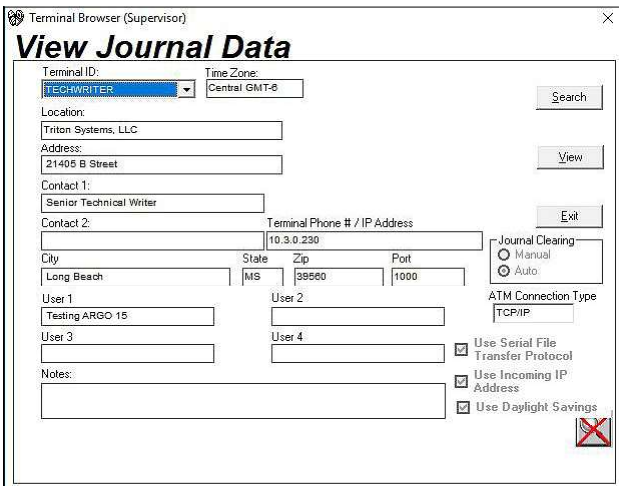 Terminal Browser (Supervisor)
View Journal Data
Terminal ID: Time Zone:
TECHWRITER Central GMT-6
Search
Location:
Triton Systems, LLC
Address:
21405 B Street
View
Contact 1:
Senior Technical Writer
Exit
Contact 2: Terminal Phone # / IP Address
10.3.0.230
Journal Clearing
Manual
Auto
City State Zip Port
Long Beach MS 39560 1000
User 1 User 2 ATM Connection Type
Testing ARGO 15 TCP/IP
User 3 User 4
Use Serial File
Transfer Protocol
Notes:
Use Incoming IP
Address
Use Daylight Savings